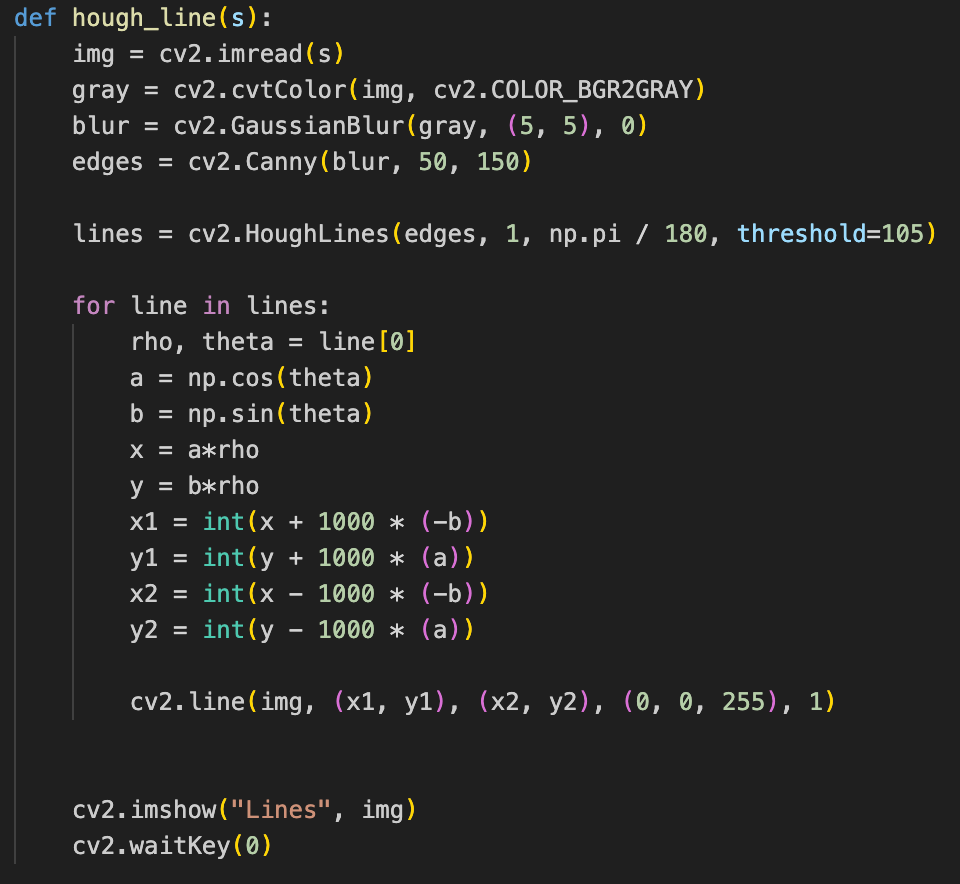 def hough_line(s):
    img = cv2.imread(s)
    gray = cv2.cvtColor(img, cv2.COLOR_BGR2GRAY)
    blur = cv2.GaussianBlur(gray, (5, 5), 0)
    edges = cv2.Canny(blur, 50, 150)

    lines = cv2.HoughLines(edges, 1, np.pi / 180, threshold=105)

    for line in lines:
        rho, theta = line[0]
        a = np.cos(theta)
        b = np.sin(theta)
        x = a*rho
        y = b*rho
        x1 = int(x + 1000 * (-b))
        y1 = int(y + 1000 * (a))
        x2 = int(x - 1000 * (-b))
        y2 = int(y - 1000 * (a))

        cv2.line(img, (x1, y1), (x2, y2), (0, 0, 255), 1)


    cv2.imshow("Lines", img)
    cv2.waitKey(0)